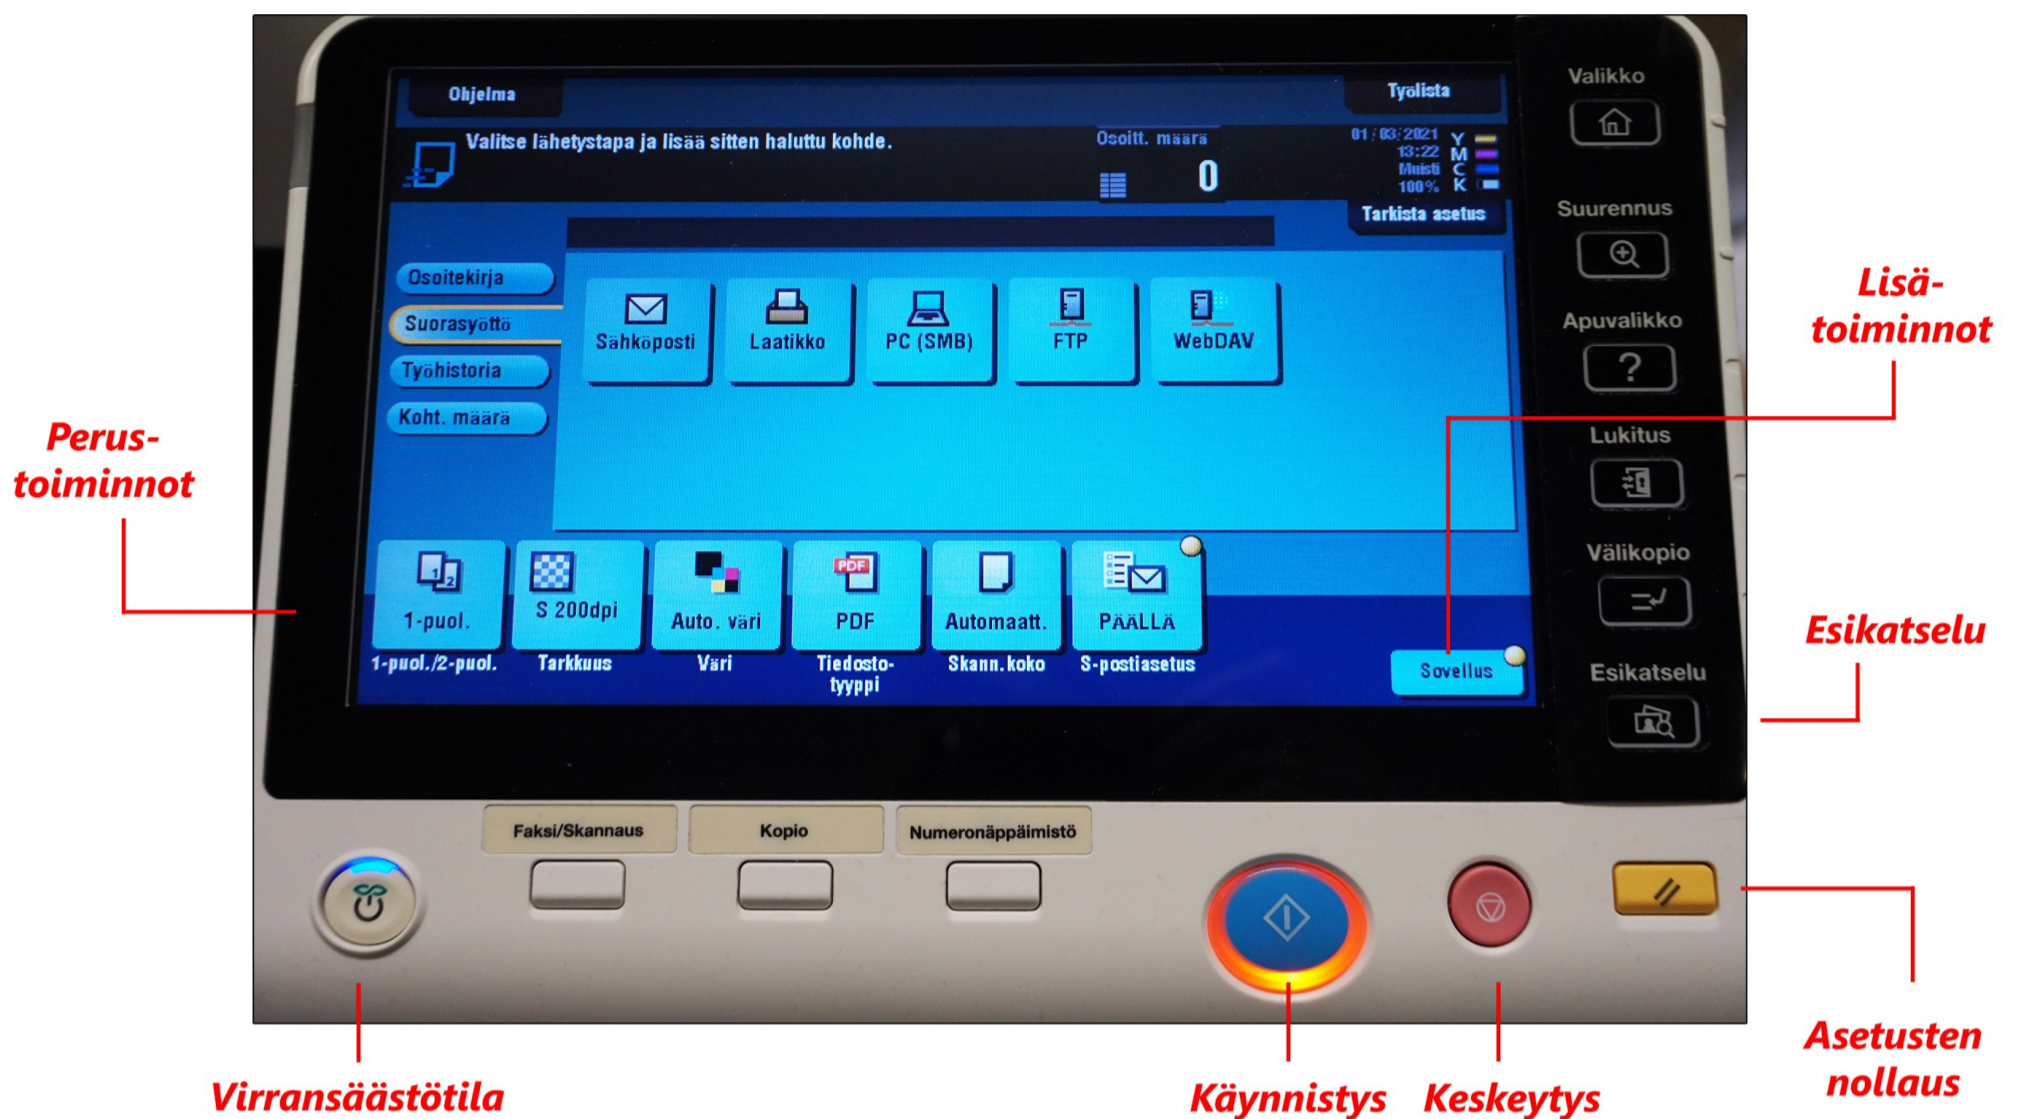 Ohjelma
Työlista
Valikko
Valitse lähetystapa ja lisää sitten haluttu kohde.
Osoitt. määrä
0
01/03/2021
13:22
Muisti
100%
Y
M
C
K
Tarkista asetus
Suurennus
Osoitekirja
Suorasyöttö
Työhistoria
Koht. määrä
Sähköposti
Laatikko
PC (SMB)
FTP
WebDAV
Apuvalikko
?
Lukitus
Välikopio
Esikatselu
Lisä-
toiminnot
Perus-
toiminnot
Esikatselu
1 2
1-puol.
S 200dpi
Auto. väri
PDF
PDF
Automaatt.
PÄÄLLÄ
1-puol./2-puol.
Tarkkuus
Väri
Tiedosto-
tyyppi
Skann.koko
S-postiasetus
Sovellus
Faksi/Skannaus
Kopio
Numeronäppäimistö
Virransäästötila
Käynnistys
Keskeytys
Asetusten
nollaus